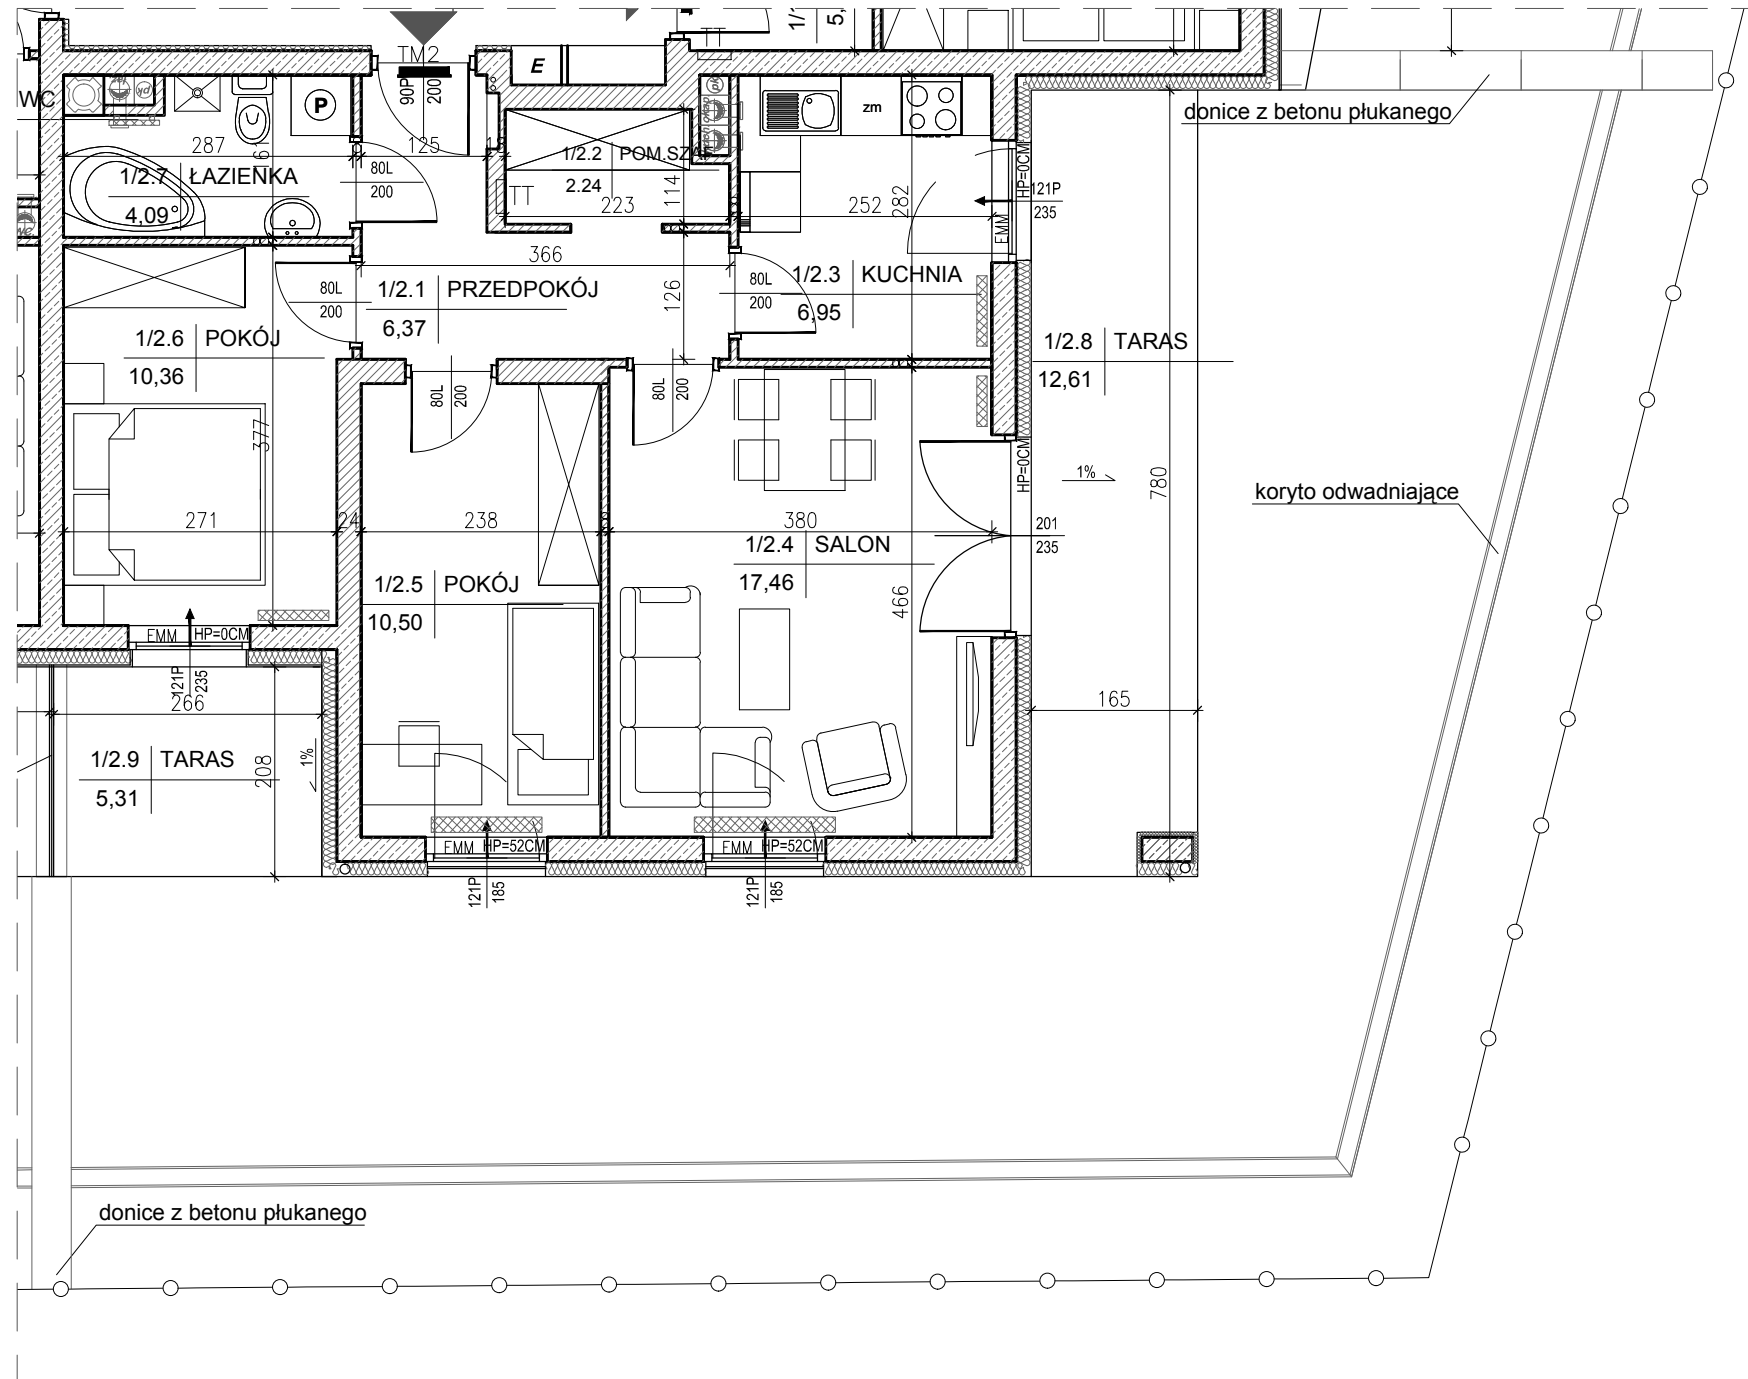 TM2
TT
1/
5,
E
WC
P
zm
90P
200
donice z betonu płukanego
287
161
125
80L
200
1/2.7 ŁAZIENKA
4,09
1/2.2 POM.SZAF
2.24
TT
114
223
252
282
HP=0CM
121P
235
EMM
366
1/2.1 PRZEDPOKÓJ
6,37
126
80L
200
80L
200
1/2.3 KUCHNIA
6,95
1/2.6 POKÓJ
10,36
377
80L
200
80L
200
1/2.8 TARAS
12,61
HP=0CM
1%
780
koryto odwadniające
271
24
238
380
201
235
1/2.4 SALON
17,46
466
1/2.5 POKÓJ
10,50
EMM
HP=0CM
121P
235
266
165
1/2.9 TARAS
5,31
208
1%
EMM
HP=52CM
121P
185
EMM
HP=52CM
121P
185
donice z betonu płukanego